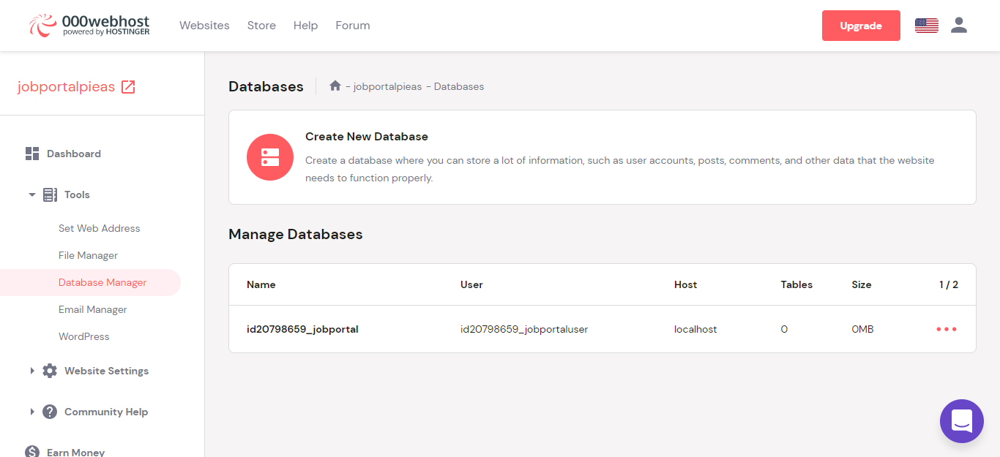 000webhost
powered by HOSTINGER
Websites
Store
Help
Forum
Upgrade
jobportalpieas
Dashboard
Tools
Set Web Address
File Manager
Database Manager
Email Manager
WordPress
Website Settings
Community Help
Earn Money
Databases
- jobportalpieas - Databases
Create New Database
Create a database where you can store a lot of information, such as user accounts, posts, comments, and other data that the website
needs to function properly.
Manage Databases
Name User Host Tables Size 1 / 2
id20798659_jobportal id20798659_jobportaluser localhost 0 0MB